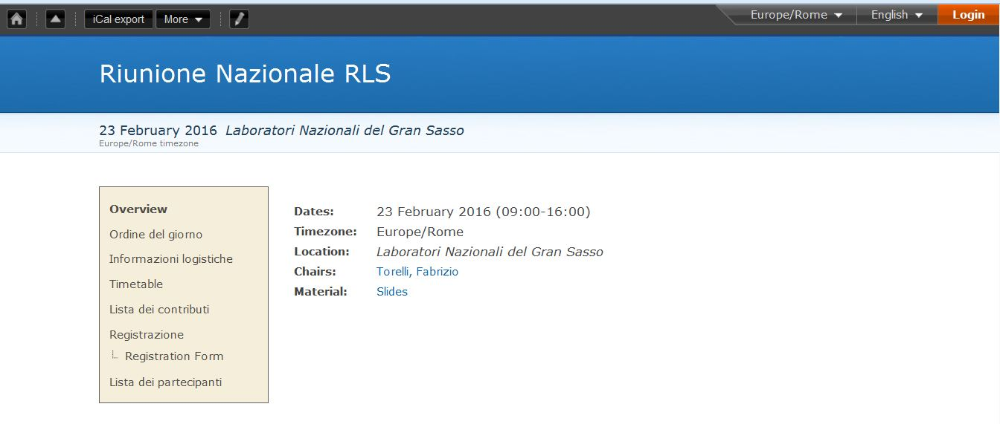 iCal export More Europe/Rome English Login
Riunione Nazionale RLS
23 February 2016 Laboratori Nazionali del Gran Sasso
Europe/Rome timezone
Overview
Ordine del giorno
Informazioni logistiche
Timetable
Lista dei contributi
Registrazione
Registration Form
Lista dei partecipanti
Dates: 23 February 2016 (09:00-16:00)
Timezone: Europe/Rome
Location: Laboratori Nazionali del Gran Sasso
Chairs: Torelli, Fabrizio
Material: Slides